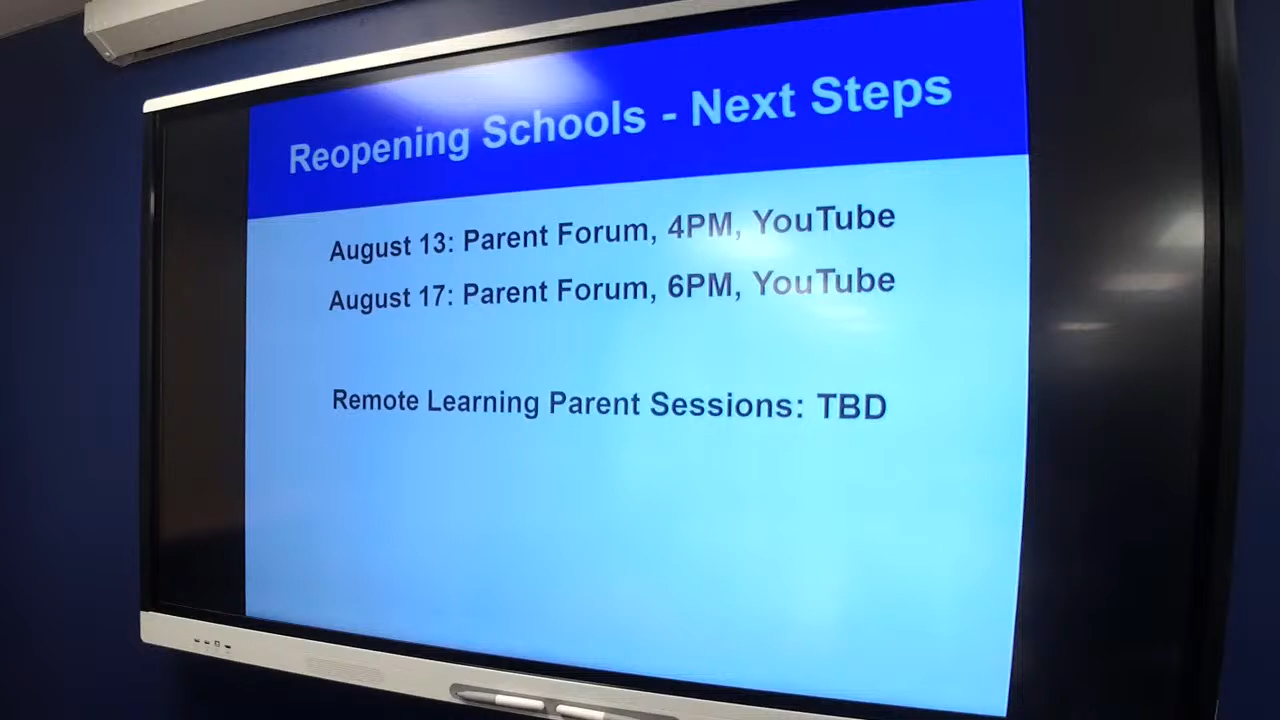 Reopening Schools - Next Steps
August 13: Parent Forum, 4PM, YouTube
August 17: Parent Forum, 6PM, YouTube
Remote Learning Parent Sessions: TBD